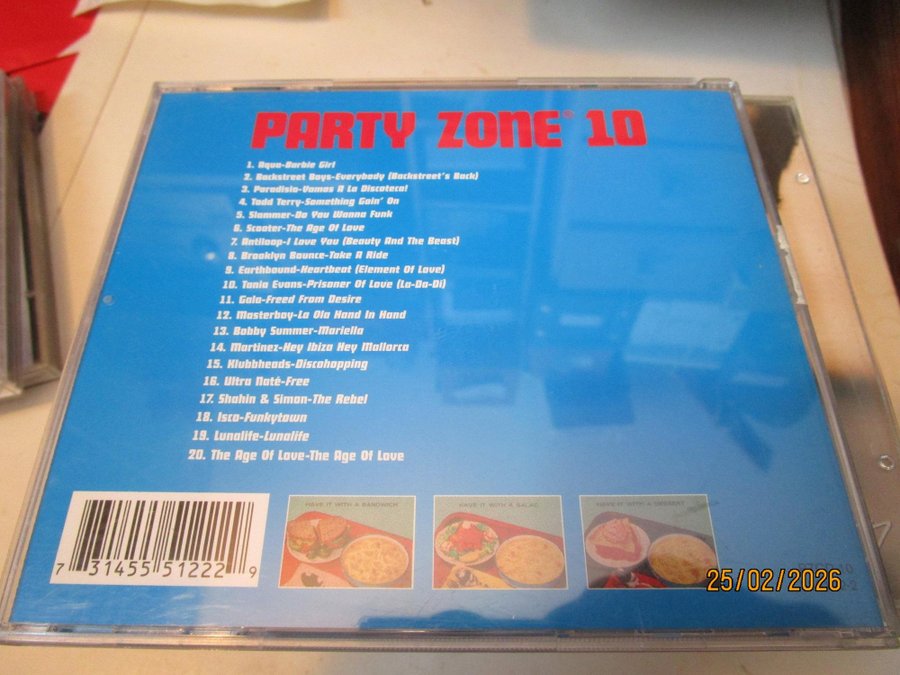 PARTY ZONE® 10
1. Aqua-Barbie Girl
2. Backstreet Boys-Everybody (Backstreet's Back)
3. Paradisio-Vamos A La Discoteca!
4. Todd Terry-Something Goin' On
5. Slammer-Do You Wanna Funk
6. Scooter-The Age Of Love
7. Antiloop-I Love You (Beauty And The Beast)
8. Brooklyn Bounce-Take A Ride
9. Earthbound-Heartbeat (Element Of Love)
10. Tania Evans-Prisoner Of Love (La-Da-Di)
11. Gala-Freed From Desire
12. Masterboy-La Ola Hand In Hand
13. Bobby Summer-Mariella
14. Martinez-Hey Ibiza Hey Mallorca
15. Klubbheads-Discohopping
16. Ultra Naté-Free
17. Shahin & Simon-The Rebel
18. Isca-Funkytown
19. Lunalife-Lunalife
20. The Age Of Love-The Age Of Love
HAVE IT WITH A SANDWICH
HAVE IT WITH A SALAD
HAVE IT WITH A DESSERT
7 31455 51222 9
25/02/2026